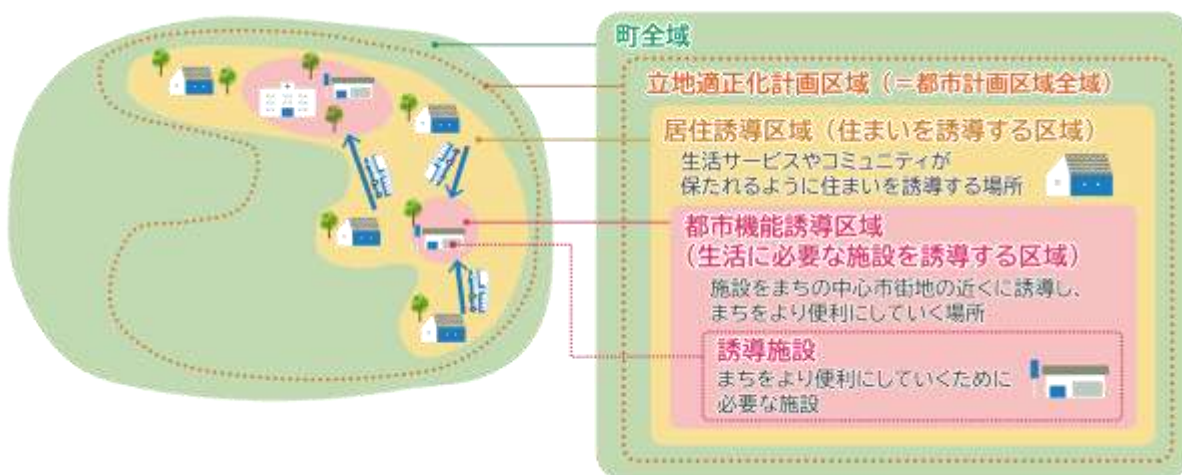 町全域
立地適正化計画区域（＝都市計画区域全域）
居住誘導区域（住まいを誘導する区域）
生活サービスやコミュニティが
保たれるように住まいを誘導する場所
都市機能誘導区域
（生活に必要な施設を誘導する区域）
施設をまちの中心市街地の近くに誘導し、
まちをより便利にしていく場所
誘導施設
まちをより便利にしていくために
必要な施設